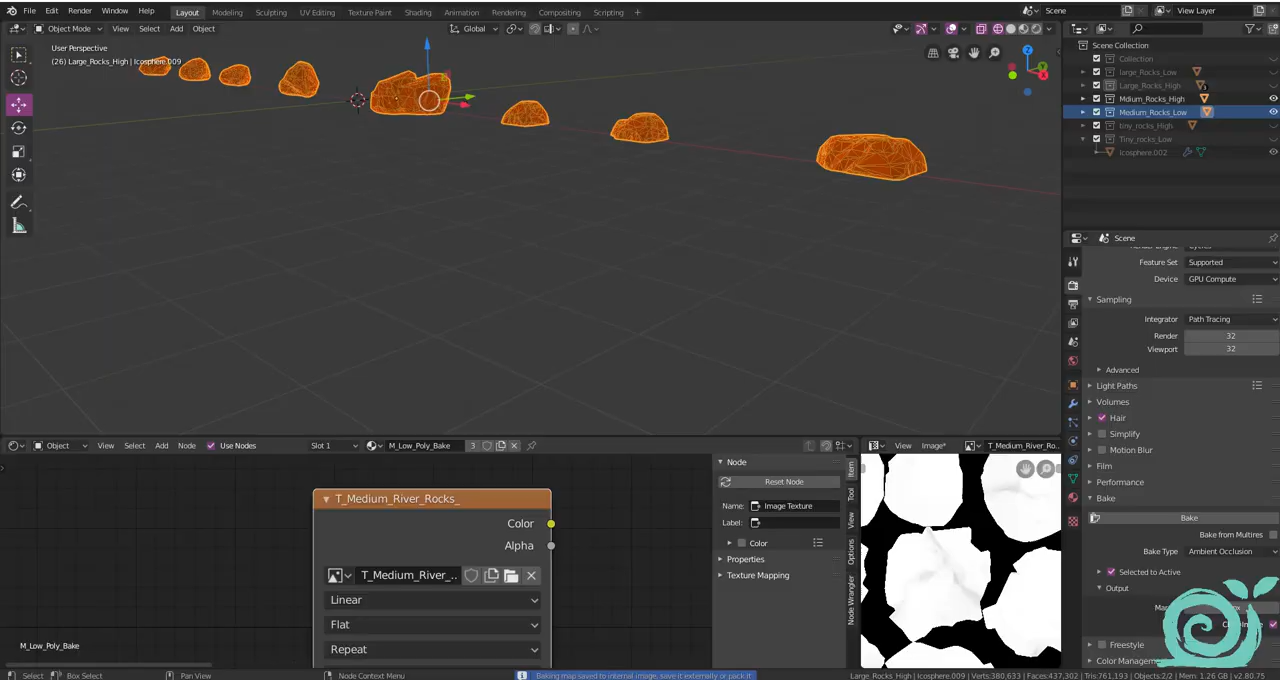 File Edit Render Window Help Layout Modeling Sculpting UV Editing Texture Paint Shading Animation Rendering Compositing Scripting + Scene View Layer
Object Mode View Select Add Object Global
User Perspective
(26) Large_Rocks_High | Icosphere.009
Scene Collection
Collection
large_Rocks_Low
Large_Rocks_High
Mdium_Rocks_High
Medium_Rocks_Low
tiny_rocks_High
Tiny_rocks_Low
Icosphere.002
Scene
Feature Set Supported
Device GPU Compute
Sampling
Integrator Path Tracing
Render 32
Viewport 32
Advanced
Light Paths
Volumes
Hair
Simplify
Motion Blur
Film
Performance
Bake
Bake
Bake from Multires
Bake Type Ambient Occlusion
Selected to Active
Output
Freestyle
Color Management
Object View Select Add Node Use Nodes Slot 1 M_Low_Poly_Bake 3
T_Medium_River_Rocks_
Color
Alpha
T_Medium_River_..
Linear
Flat
Repeat
M_Low_Poly_Bake
Node
Reset Node
Name: Image Texture
Label:
Color
Properties
Texture Mapping
Item
Tool
View
Options
Node Wrangler
View Image* T_Medium_River_Ro...
Select Box Select Pan View Node Context Menu Baking map saved to internal image, save it externally or pack it Large_Rocks_High | Icosphere.009 | Verts:380,633 | Faces:437,302 | Tris:761,193 | Objects:2/2 | Mem: 1.26 GB | v2.80.75